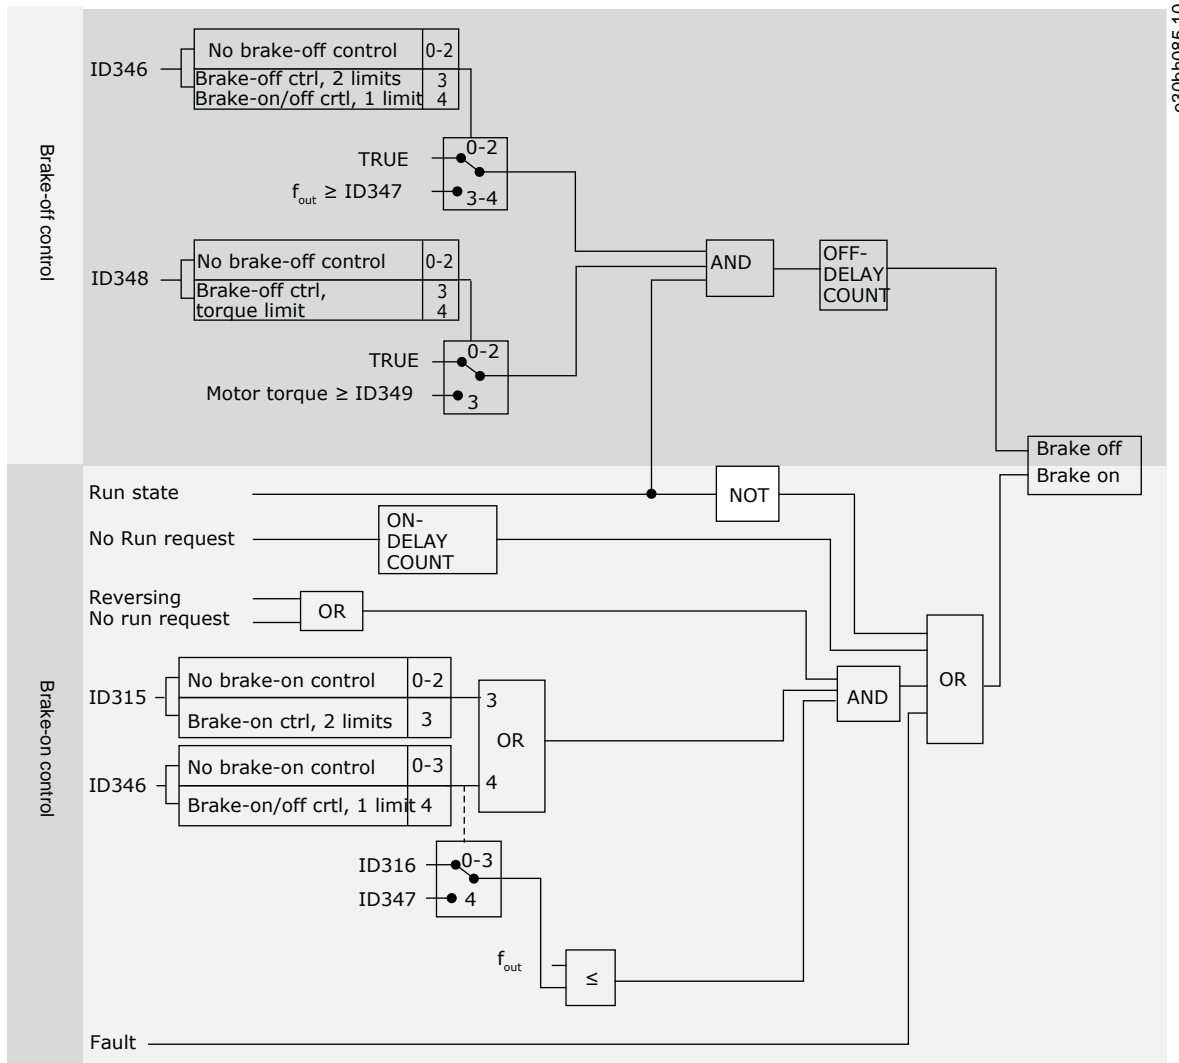 e30bh085.10
Brake-off control
ID346
No brake-off control 0-2
Brake-off ctrl, 2 limits 3
Brake-on/off crtl, 1 limit 4
0-2
TRUE
fout ≥ ID347
3-4
ID348
No brake-off control 0-2
Brake-off ctrl, 3
torque limit 4
0-2
TRUE
Motor torque ≥ ID349
3
AND
OFF-
DELAY
COUNT
Brake off
Brake on
Brake-on control
Run state
NOT
No Run request
ON-
DELAY
COUNT
Reversing
No run request
OR
ID315
No brake-on control 0-2
Brake-on ctrl, 2 limits 3
ID346
No brake-on control 0-3
Brake-on/off crtl, 1 limit 4
3
OR
4
AND
OR
ID316
0-3
ID347
4
fout
≤
Fault